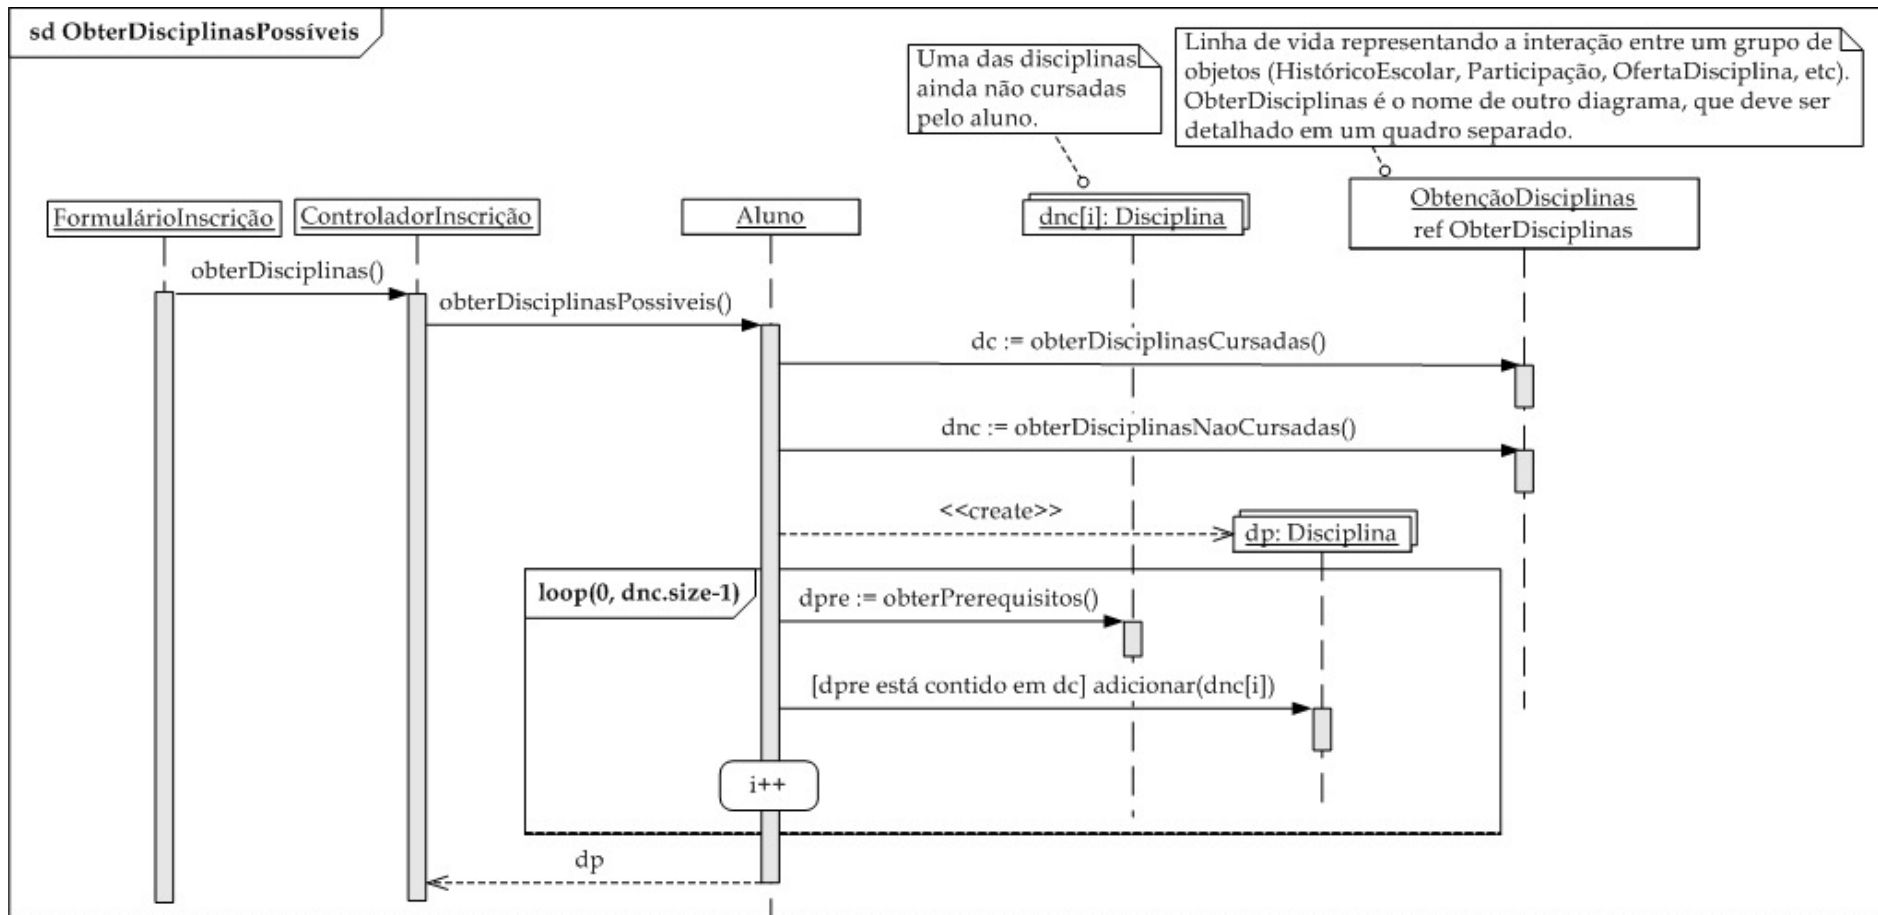 sd ObterDisciplinasPossíveis
Uma das disciplinas
ainda não cursadas
pelo aluno.
Linha de vida representando a interação entre um grupo de
objetos (HistóricoEscolar, Participação, OfertaDisciplina, etc).
ObterDisciplinas é o nome de outro diagrama, que deve ser
detalhado em um quadro separado.
FormulárioInscrição
ControladorInscrição
Aluno
dnc[i]: Disciplina
ObtençãoDisciplinas
ref ObterDisciplinas
obterDisciplinas()
obterDisciplinasPossiveis()
dc := obterDisciplinasCursadas()
dnc := obterDisciplinasNaoCursadas()
<<create>>
dp: Disciplina
loop(0, dnc.size-1)
dpre := obterPrerequisitos()
[dpre está contido em dc] adicionar(dnc[i])
i++
dp